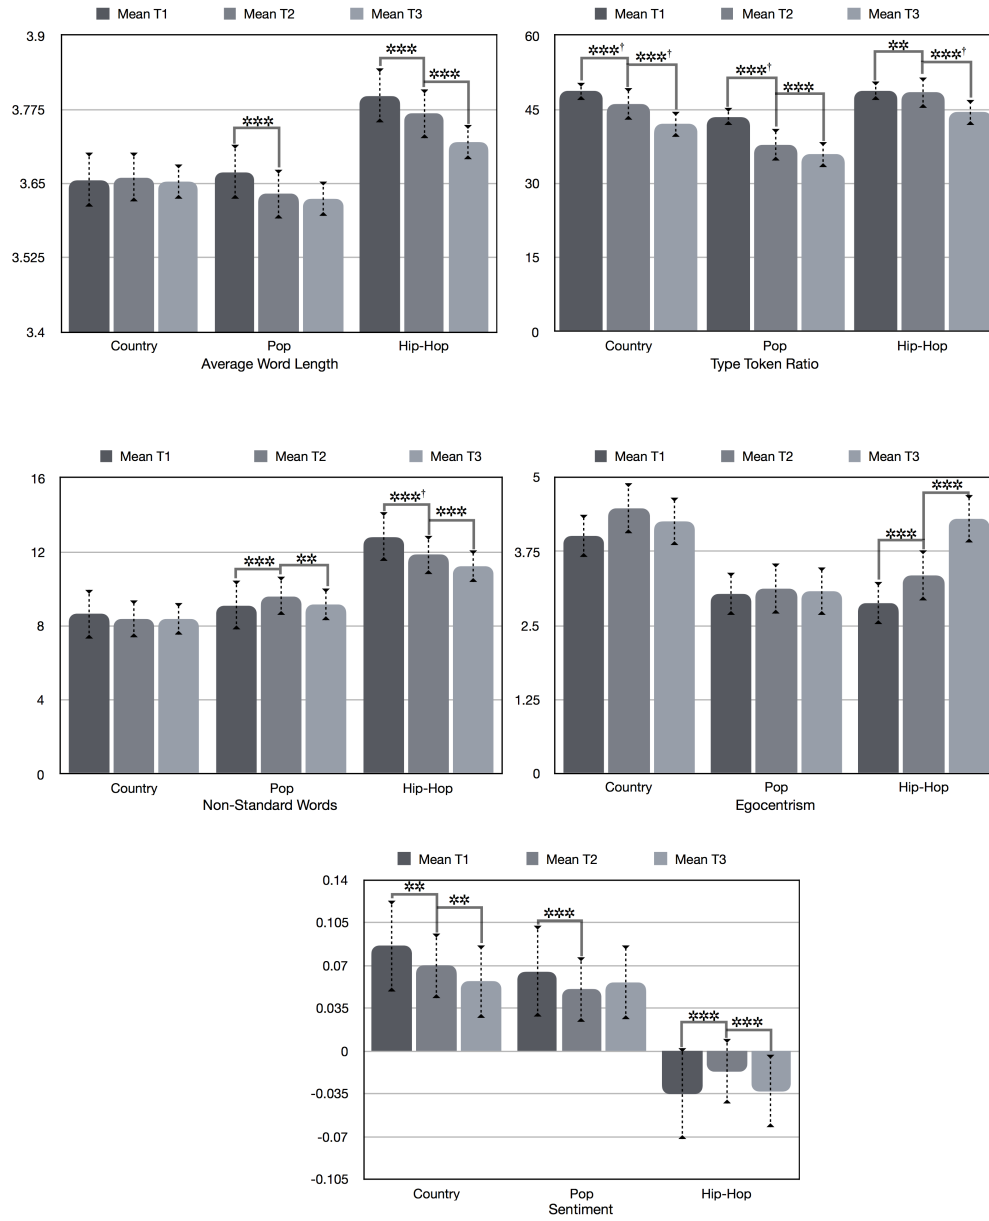 Mean T1 Mean T2 Mean T3
3.9
3.775
3.65
3.525
3.4
✲✲✲ ✲✲✲ ✲✲✲
Country Pop Hip-Hop
Average Word Length
Mean T1 Mean T2 Mean T3
60
45
30
15
0
✲✲✲† ✲✲✲† ✲✲✲† ✲✲✲ ✲✲ ✲✲✲†
Country Pop Hip-Hop
Type Token Ratio
Mean T1 Mean T2 Mean T3
16
12
8
4
0
✲✲✲ ✲✲ ✲✲✲† ✲✲✲
Country Pop Hip-Hop
Non-Standard Words
Mean T1 Mean T2 Mean T3
5
3.75
2.5
1.25
0
✲✲✲ ✲✲✲
Country Pop Hip-Hop
Egocentrism
Mean T1 Mean T2 Mean T3
0.14
0.105
0.07
0.035
0
-0.035
-0.07
-0.105
✲✲ ✲✲ ✲✲✲ ✲✲✲ ✲✲✲
Country Pop Hip-Hop
Sentiment